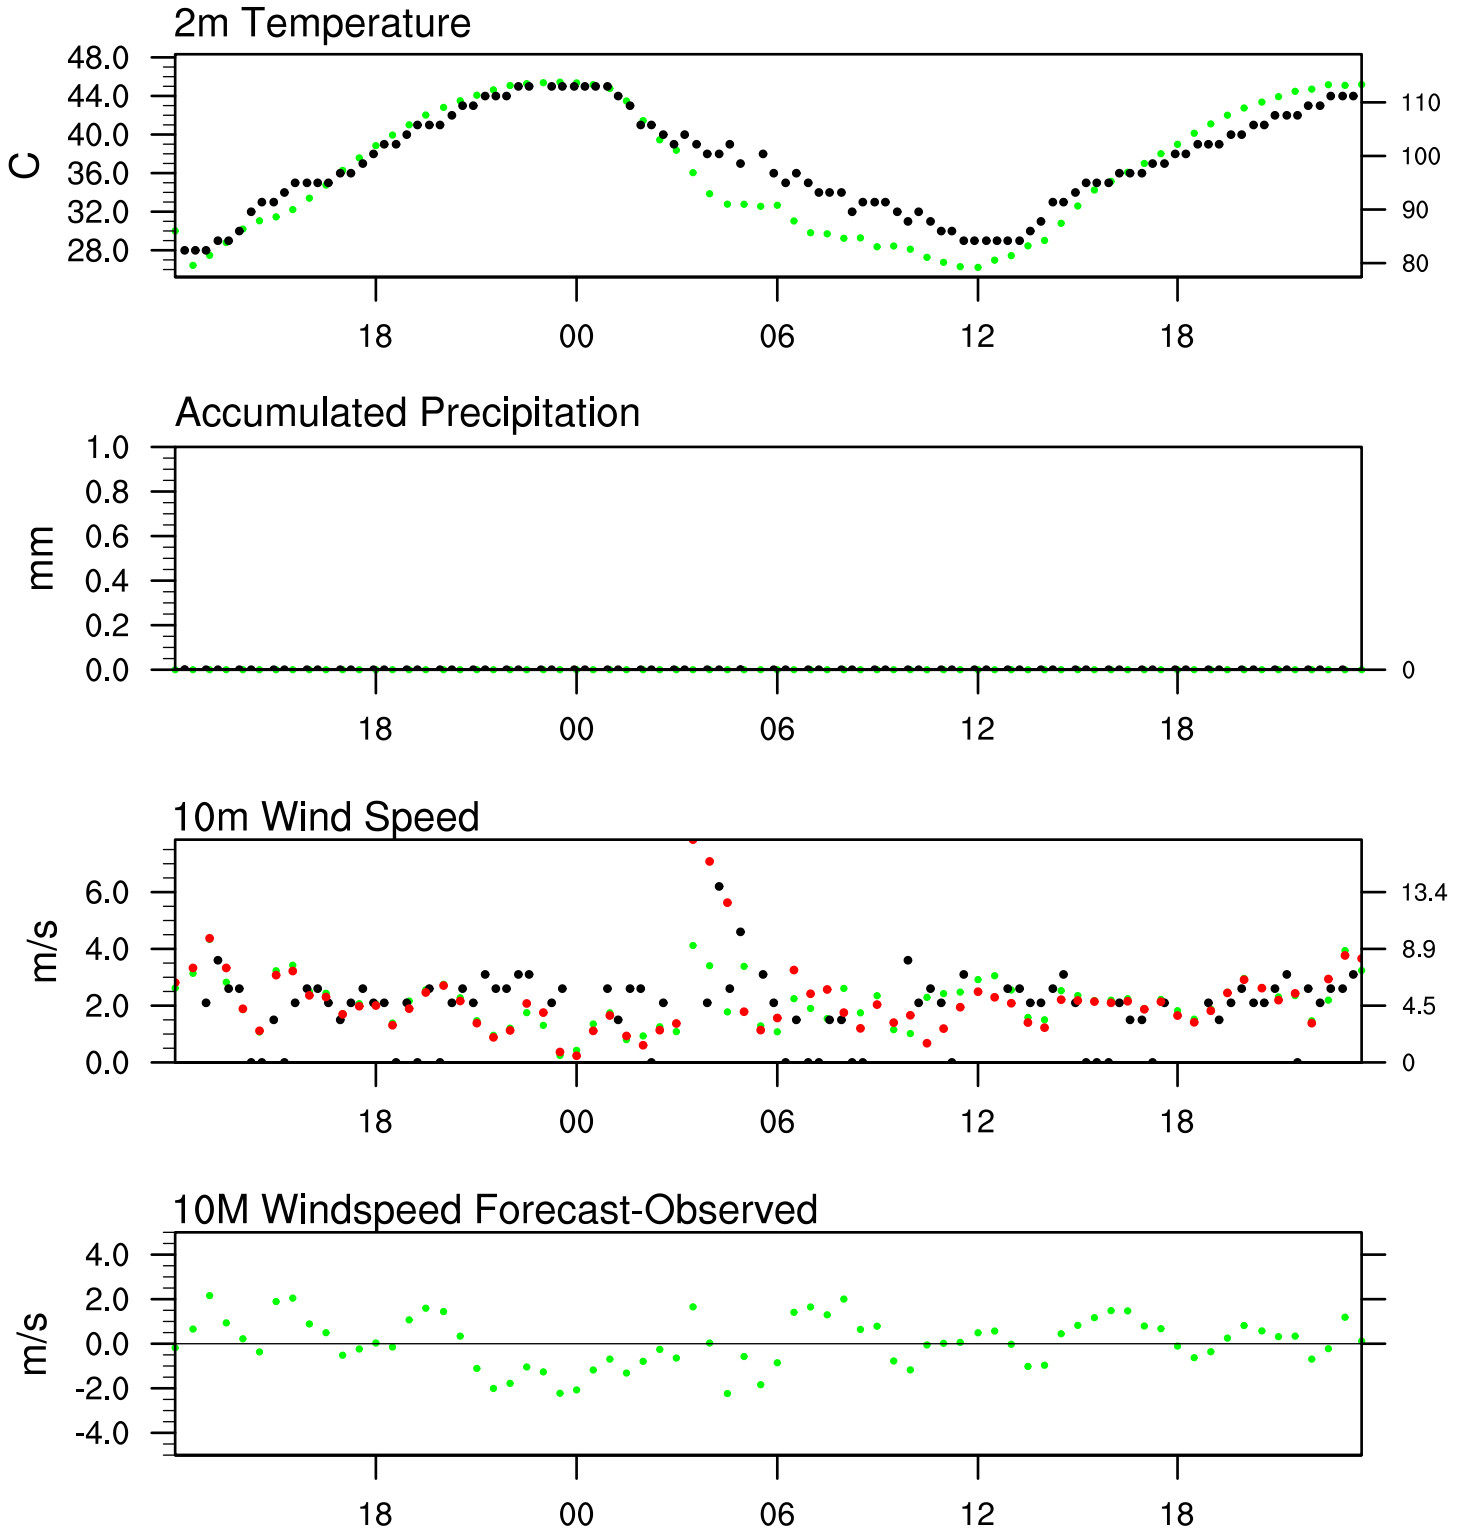 2m Temperature
48.0
44.0
40.0
36.0
32.0
28.0
C
110
100
90
80
18 00 06 12 18
Accumulated Precipitation
1.0
0.8
0.6
0.4
0.2
0.0
mm
0
18 00 06 12 18
10m Wind Speed
6.0
4.0
2.0
0.0
m/s
13.4
8.9
4.5
0
18 00 06 12 18
10M Windspeed Forecast-Observed
4.0
2.0
0.0
-2.0
-4.0
m/s
18 00 06 12 18